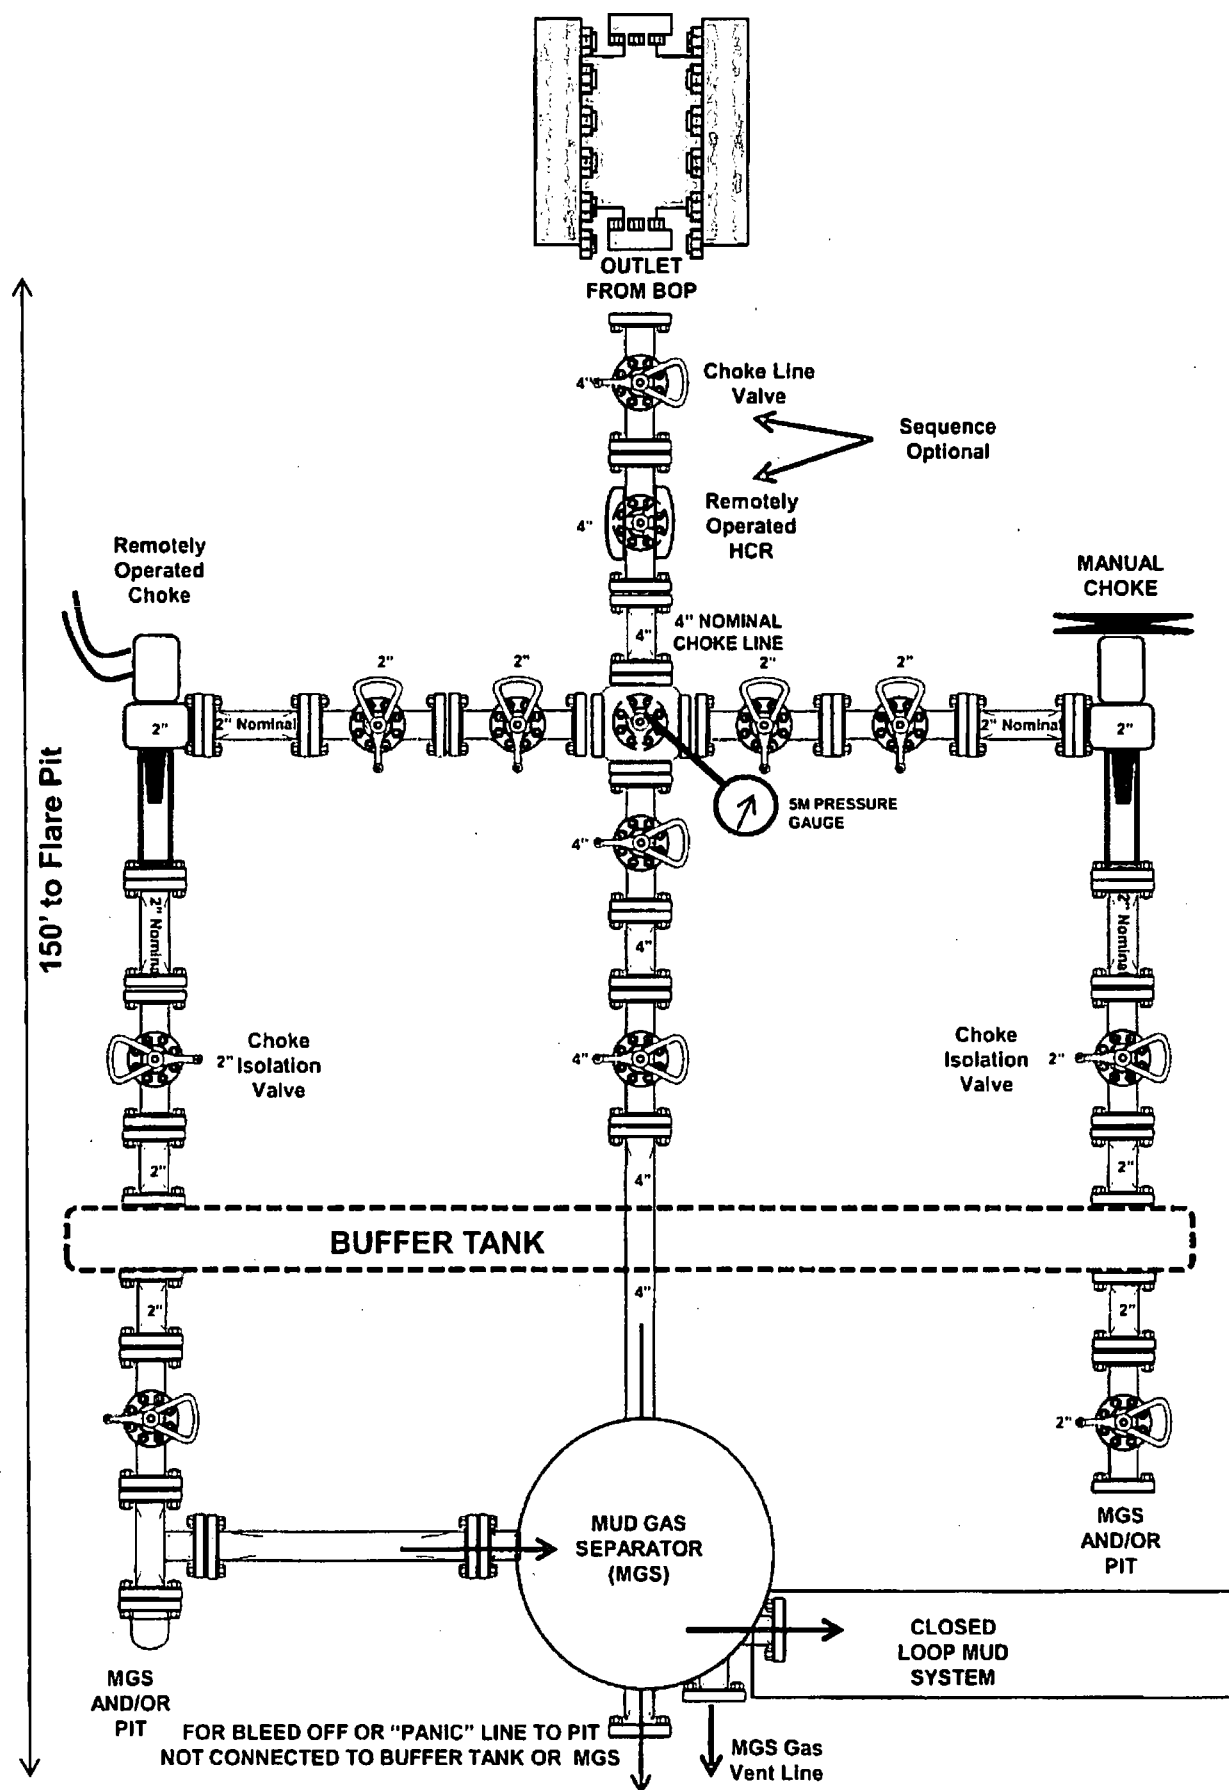 OUTLET
FROM BOP
4"
Choke Line
Valve
Sequence
Optional
4"
Remotely
Operated
HCR
Remotely
Operated
Choke
MANUAL
CHOKE
4" NOMINAL
CHOKE LINE
4"
2"
2"
2"
2"
2"
2" Nominal
2" Nominal
2"
5M PRESSURE
GAUGE
4"
150' to Flare Pit
2" Nominal
4"
2" Nominal
2"
Choke
Isolation
Valve
4"
Choke
Isolation
Valve
2"
2"
4"
2"
BUFFER TANK
2"
4"
2"
2"
MUD GAS
SEPARATOR
(MGS)
MGS
AND/OR
PIT
CLOSED
LOOP MUD
SYSTEM
MGS
AND/OR
PIT
FOR BLEED OFF OR "PANIC" LINE TO PIT
NOT CONNECTED TO BUFFER TANK OR MGS
MGS Gas
Vent Line